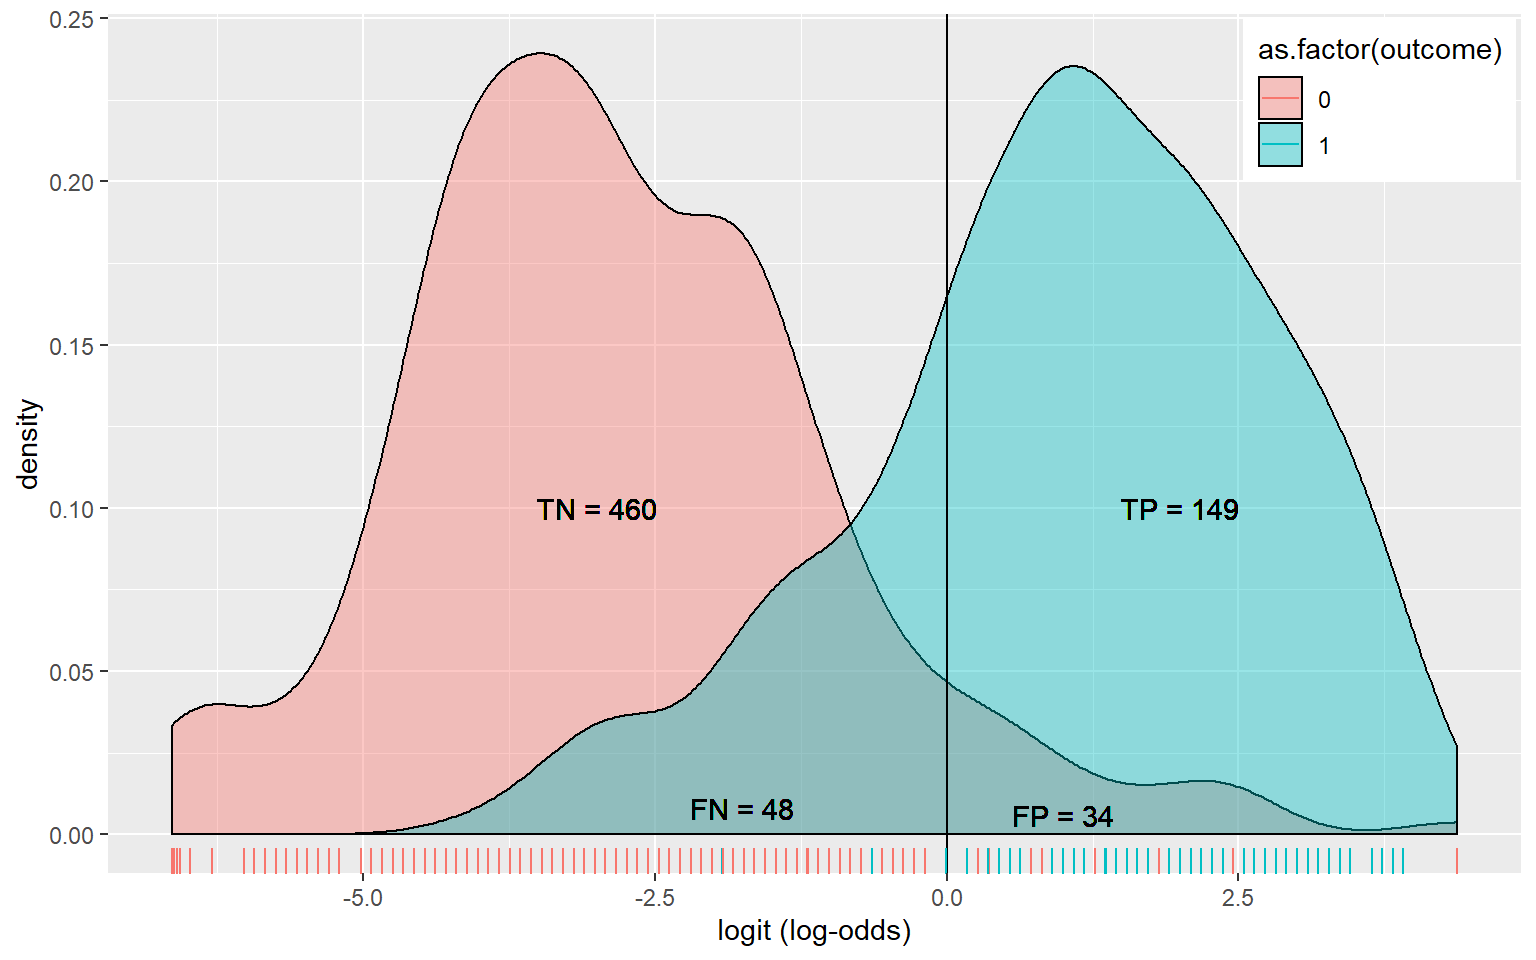 0.25
0.20
0.15
0.10
0.05
0.00
density
as.factor(outcome)
0
1
TN = 460
TP = 149
FN = 48
FP = 34
-5.0
-2.5
0.0
2.5
logit (log-odds)